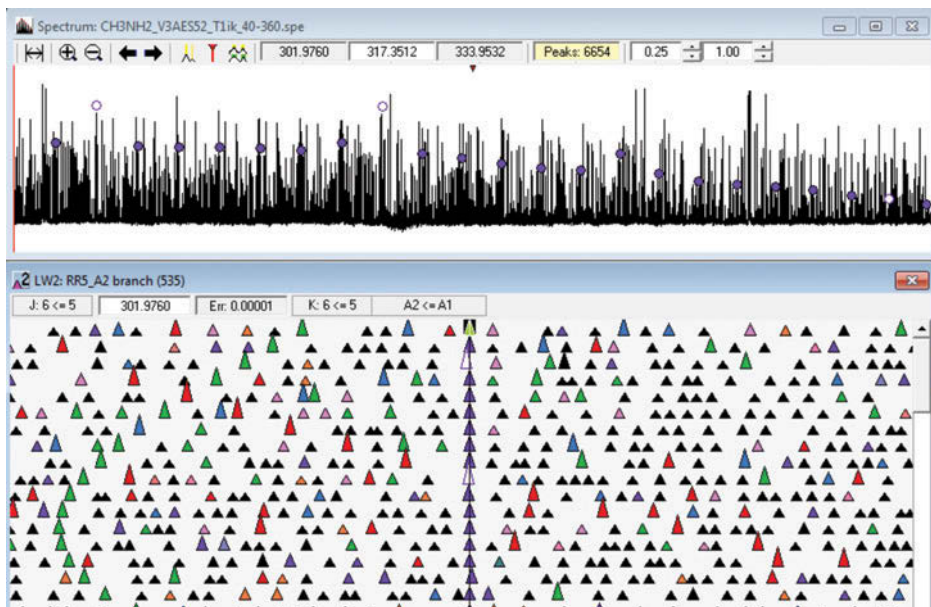 Spectrum: CH3NH2_V3AES52_T1ik_40-360.spe
301.9760 317.3512 333.9532 Peaks: 6654 0.25 1.00
A2 LW2: RR5_A2 branch (535)
J: 6 <= 5 301.9760 Err: 0.00001 K: 6 <= 5 A2 <= A1